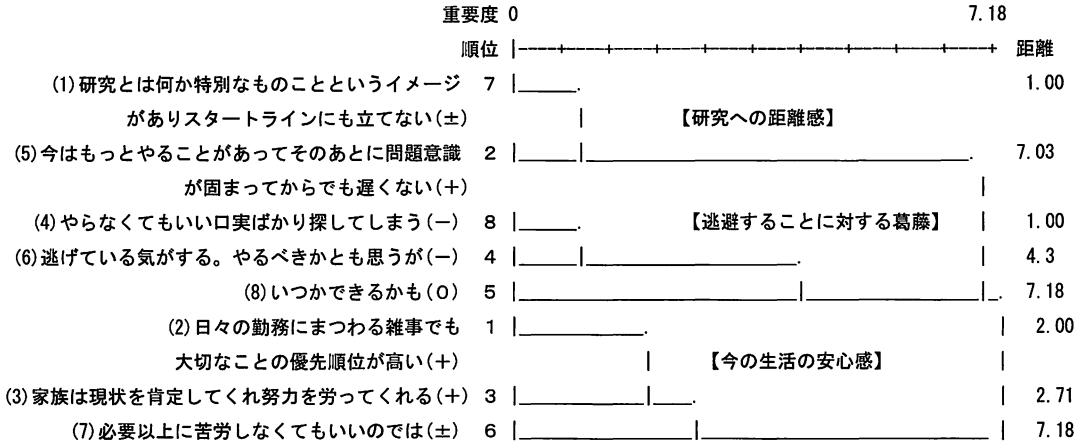 重要度 0 7.18
順位 |----+----+----+----+----+----+----+----+----+----+ 距離
(1)研究とは何か特別なものことというイメージ 7 |______. 1.00
がありスタートラインにも立てない(±) | 【研究への距離感】
(5)今はもっとやることがあってそのあとに問題意識 2 |______|________. 7.03
が固まってからでも遅くない(+) |
(4)やらなくてもいい口実ばかり探してしまう(－) 8 |______. 【逃避することに対する葛藤】 | 1.00
(6)逃げている気がする。やるべきかとも思うが(－) 4 |______|________. | 4.3
(8)いつかできるかも(0) 5 |________|________|_. 7.18
(2)日々の勤務にまつわる雑事でも 1 |________. | 2.00
大切なことの優先順位が高い(+) | 【今の生活の安心感】 |
(3)家族は現状を肯定してくれ努力を労ってくれる(+) 3 |________|____. | 2.71
(7)必要以上に苦労しなくてもいいのでは(±) 6 |________|________| 7.18